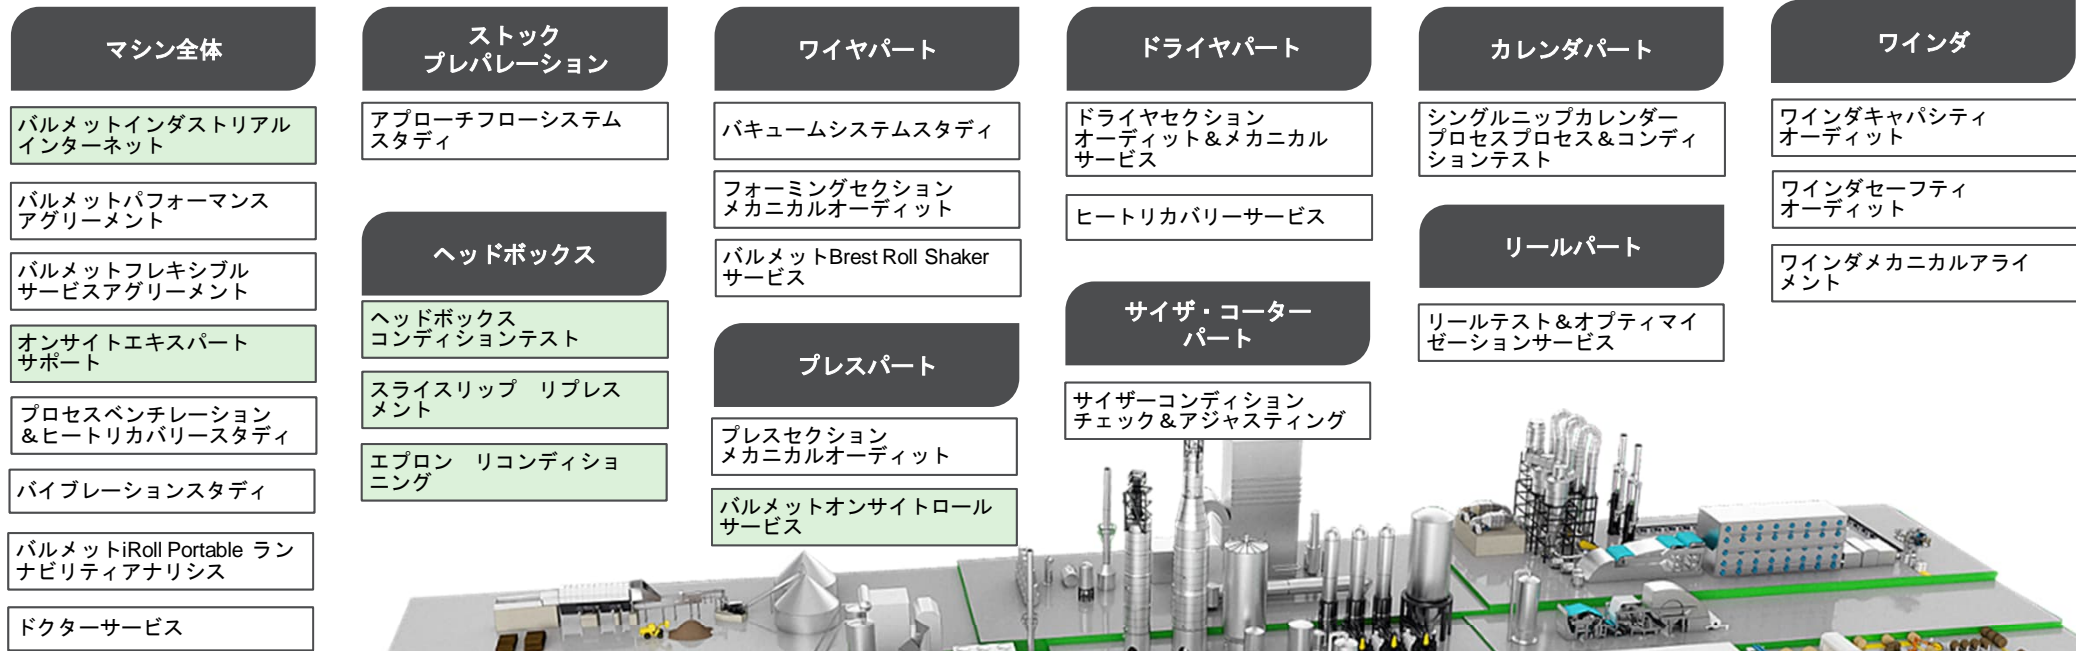 マシン全体
バルメットインダストリアル
インターネット
バルメットパフォーマンス
アグリーメント
バルメットフレキシブル
サービスアグリーメント
オンサイトエキスパート
サポート
プロセスベンチレーション
&ヒートリカバリースタディ
バイブレーションスタディ
バルメットiRoll Portable ラン
ナビリティアナリシス
ドクターサービス
ストック
プレパレーション
アプローチフローシステム
スタディ
ヘッドボックス
ヘッドボックス
コンディションテスト
スライスリップ　リプレス
メント
エプロン　リコンディショ
ニング
ワイヤパート
バキュームシステムスタディ
フォーミングセクション
メカニカルオーディット
バルメットBrest Roll Shaker
サービス
プレスパート
プレスセクション
メカニカルオーディット
バルメットオンサイトロール
サービス
ドライヤパート
ドライヤセクション
オーディット&メカニカル
サービス
ヒートリカバリーサービス
サイザ・コーター
パート
サイザーコンディション
チェック&アジャスティング
カレンダパート
シングルニップカレンダー
プロセスプロセス&コンディ
ションテスト
リールパート
リールテスト&オプティマイ
ゼーションサービス
ワインダ
ワインダキャパシティ
オーディット
ワインダセーフティ
オーディット
ワインダメカニカルアライ
メント